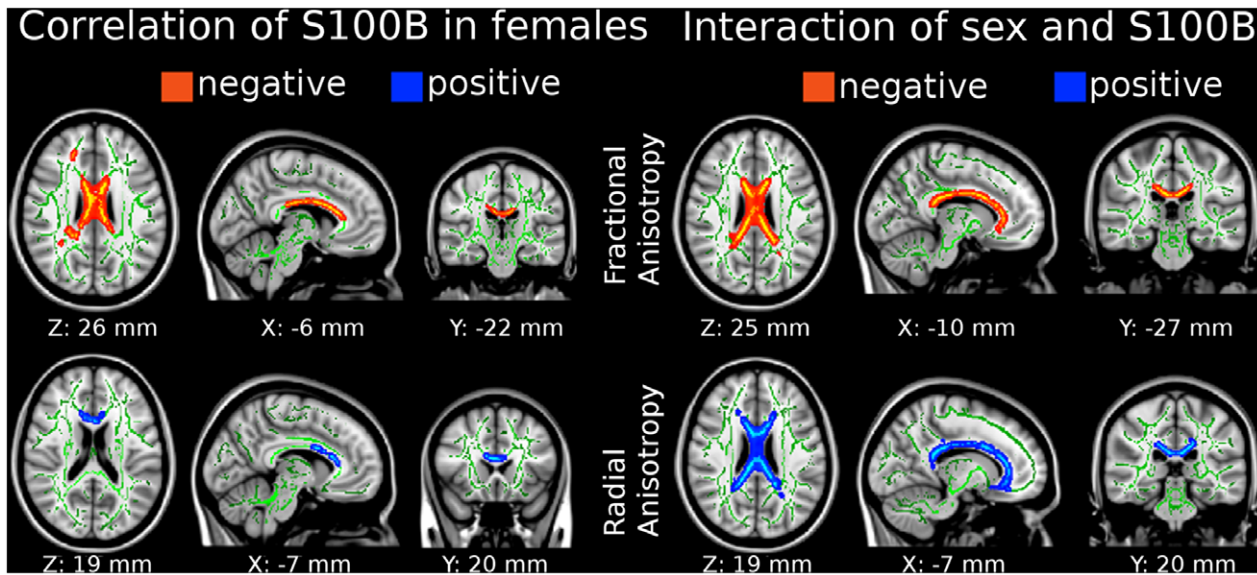 Correlation of S100B in females
Interaction of sex and S100B
negative positive
negative positive
Fractional
Anisotropy
Z: 26 mm X: -6 mm Y: -22 mm
Z: 25 mm X: -10 mm Y: -27 mm
Radial
Anisotropy
Z: 19 mm X: -7 mm Y: 20 mm
Z: 19 mm X: -7 mm Y: 20 mm